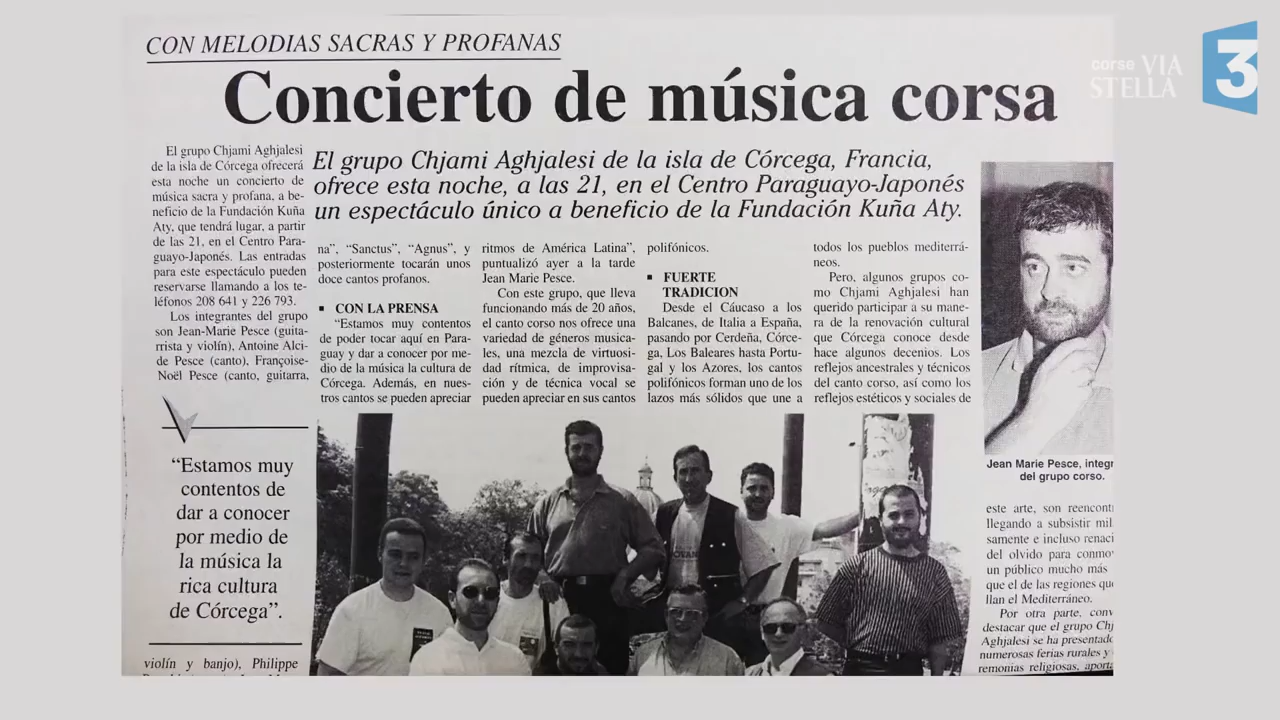 CON MELODIAS SACRAS Y PROFANAS
Concierto de música corsa
El grupo Chjami Aghjalesi de la isla de Córcega, Francia,
ofrece esta noche, a las 21, en el Centro Paraguayo-Japonés
un espectáculo único a beneficio de la Fundación Kuña Aty.
El grupo Chjami Aghjalesi
de la isla de Córcega ofrecerá
esta noche un concierto de
música sacra y profana, a be-
neficio de la Fundación Kuña
Aty, que tendrá lugar, a partir
de las 21, en el Centro Para-
guayo-Japonés. Las entradas
para este espectáculo pueden
reservarse llamando a los te-
léfonos 208 641 y 226 793.
Los integrantes del grupo
son Jean-Marie Pesce (guita-
rrista y violín), Antoine Alci-
de Pesce (canto), Françoise-
Noël Pesce (canto, guitarra,
“Estamos muy
contentos de
dar a conocer
por medio de
la música la
rica cultura
de Córcega”.
violín y banjo), Philippe
na”, “Sanctus”, “Agnus”, y
posteriormente tocarán unos
doce cantos profanos.
▪ CON LA PRENSA
“Estamos muy contentos
de poder tocar aquí en Para-
guay y dar a conocer por me-
dio de la música la cultura de
Córcega. Además, en nues-
tros cantos se pueden apreciar
ritmos de América Latina”,
puntualizó ayer a la tarde
Jean Marie Pesce.
Con este grupo, que lleva
funcionando más de 20 años,
el canto corso nos ofrece una
variedad de géneros musica-
les, una mezcla de virtuosi-
dad rítmica, de improvisa-
ción y de técnica vocal se
pueden apreciar en sus cantos
polifónicos.
▪ FUERTE
TRADICION
Desde el Cáucaso a los
Balcanes, de Italia a España,
pasando por Cerdeña, Córce-
ga, Los Baleares hasta Portu-
gal y los Azores, los cantos
polifónicos forman uno de los
lazos más sólidos que une a
todos los pueblos mediterrá-
neos.
Pero, algunos grupos co-
mo Chjami Aghjalesi han
querido participar a su mane-
ra de la renovación cultural
que Córcega conoce desde
hace algunos decenios. Los
reflejos ancestrales y técnicos
del canto corso, así como los
reflejos estéticos y sociales de
Jean Marie Pesce, integr
del grupo corso.
este arte, son reencont
llegando a subsistir mil
samente e incluso renaci
del olvido para conmo
un público mucho más
que el de las regiones que
llan el Mediterráneo.
Por otra parte, conv
destacar que el grupo Chj
Aghjalesi se ha presentado
numerosas ferias rurales y
remonias religiosas, aporta
corse VIA
STELLA
3